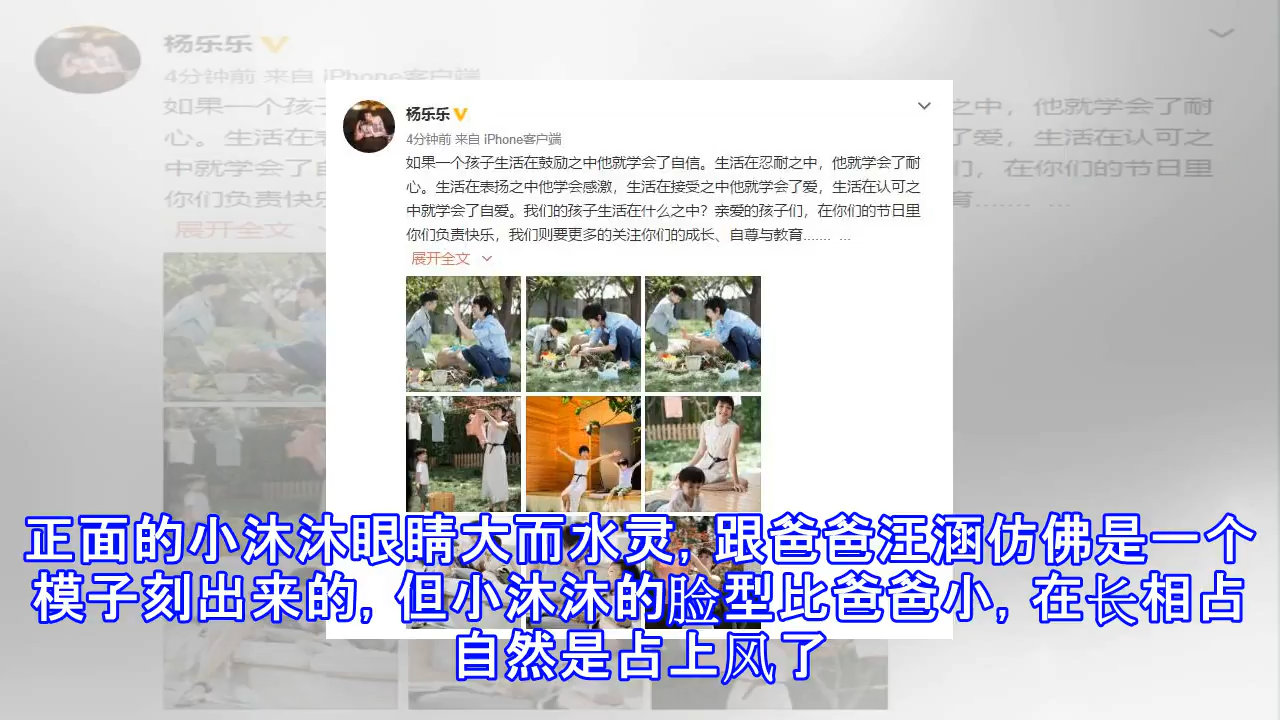 杨乐乐
4分钟前 来自 iPhone客户端
如果一个孩子生活在鼓励之中他就学会了自信。生活在忍耐之中，他就学会了耐
心。生活在表扬之中他学会感激，生活在接受之中他就学会了爱，生活在认可之
中就学会了自爱。我们的孩子生活在什么之中？亲爱的孩子们，在你们的节日里
你们负责快乐，我们则要更多的关注你们的成长、自尊与教育....... ...
展开全文
正面的小沐沐眼睛大而水灵, 跟爸爸汪涵仿佛是一个
模子刻出来的, 但小沐沐的脸型比爸爸小, 在长相占
自然是占上风了